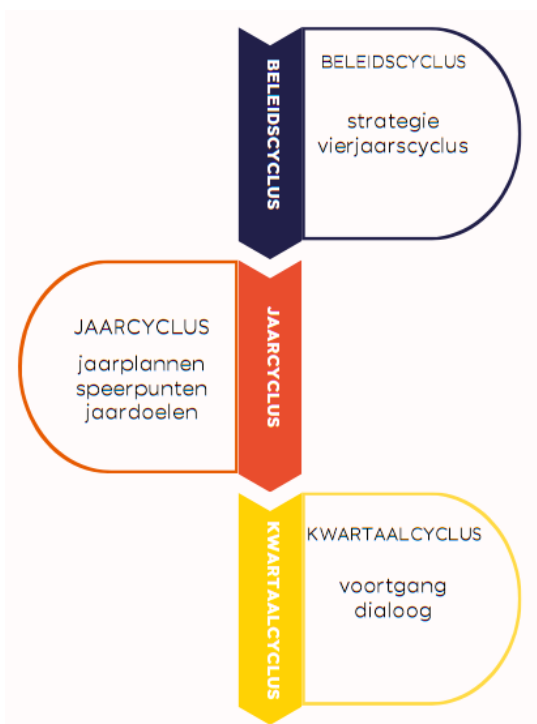 BELEIDSCYCLUS
BELEIDSCYCLUS
strategie
vierjaarscyclus
JAARCYCLUS
jaarplannen
speerpunten
jaardoelen
JAARCYCLUS
KWARTAALCYCLUS
KWARTAALCYCLUS
voortgang
dialoog